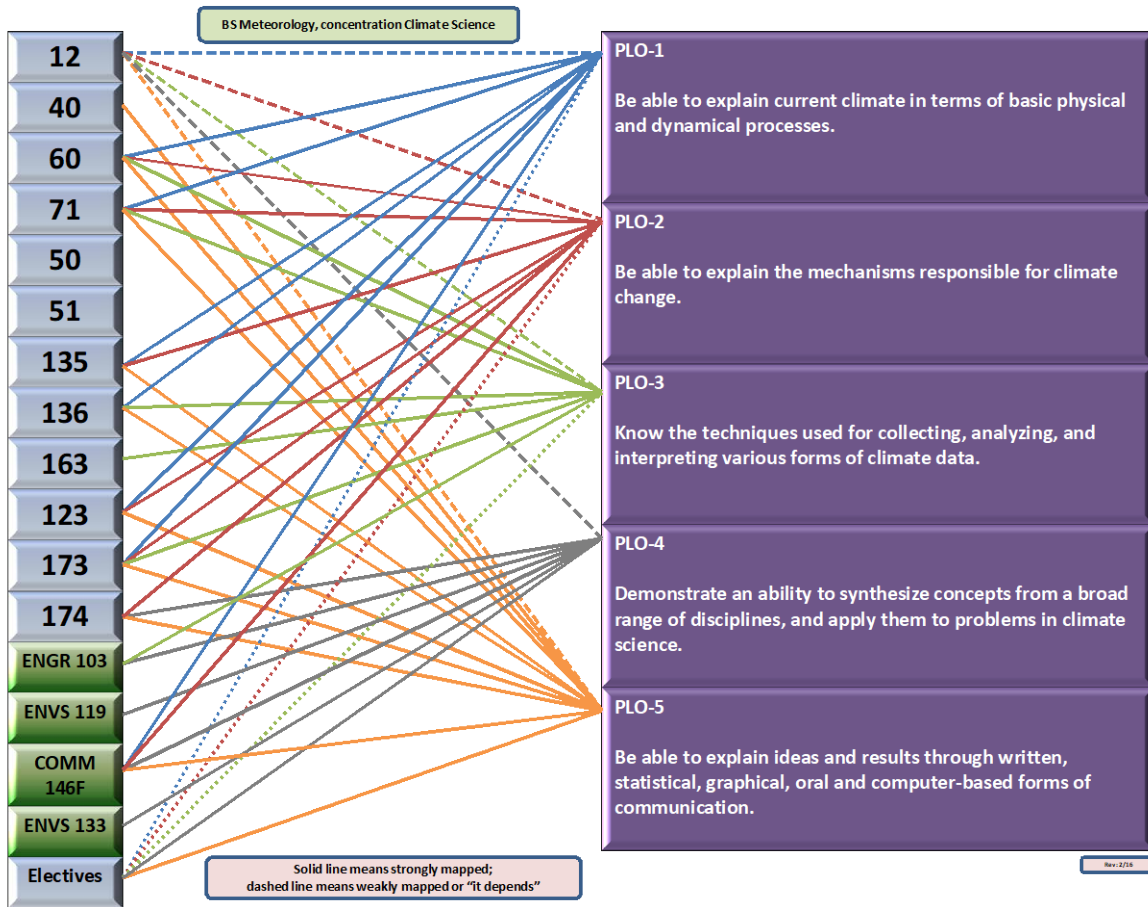 BS Meteorology, concentration Climate Science
12
40
60
71
50
51
135
136
163
123
173
174
ENGR 103
ENVS 119
COMM
146F
ENVS 133
Electives
PLO-1
Be able to explain current climate in terms of basic physical
and dynamical processes.
PLO-2
Be able to explain the mechanisms responsible for climate
change.
PLO-3
Know the techniques used for collecting, analyzing, and
interpreting various forms of climate data.
PLO-4
Demonstrate an ability to synthesize concepts from a broad
range of disciplines, and apply them to problems in climate
science.
PLO-5
Be able to explain ideas and results through written,
statistical, graphical, oral and computer-based forms of
communication.
Solid line means strongly mapped;
dashed line means weakly mapped or “it depends”
Rev: 2/16